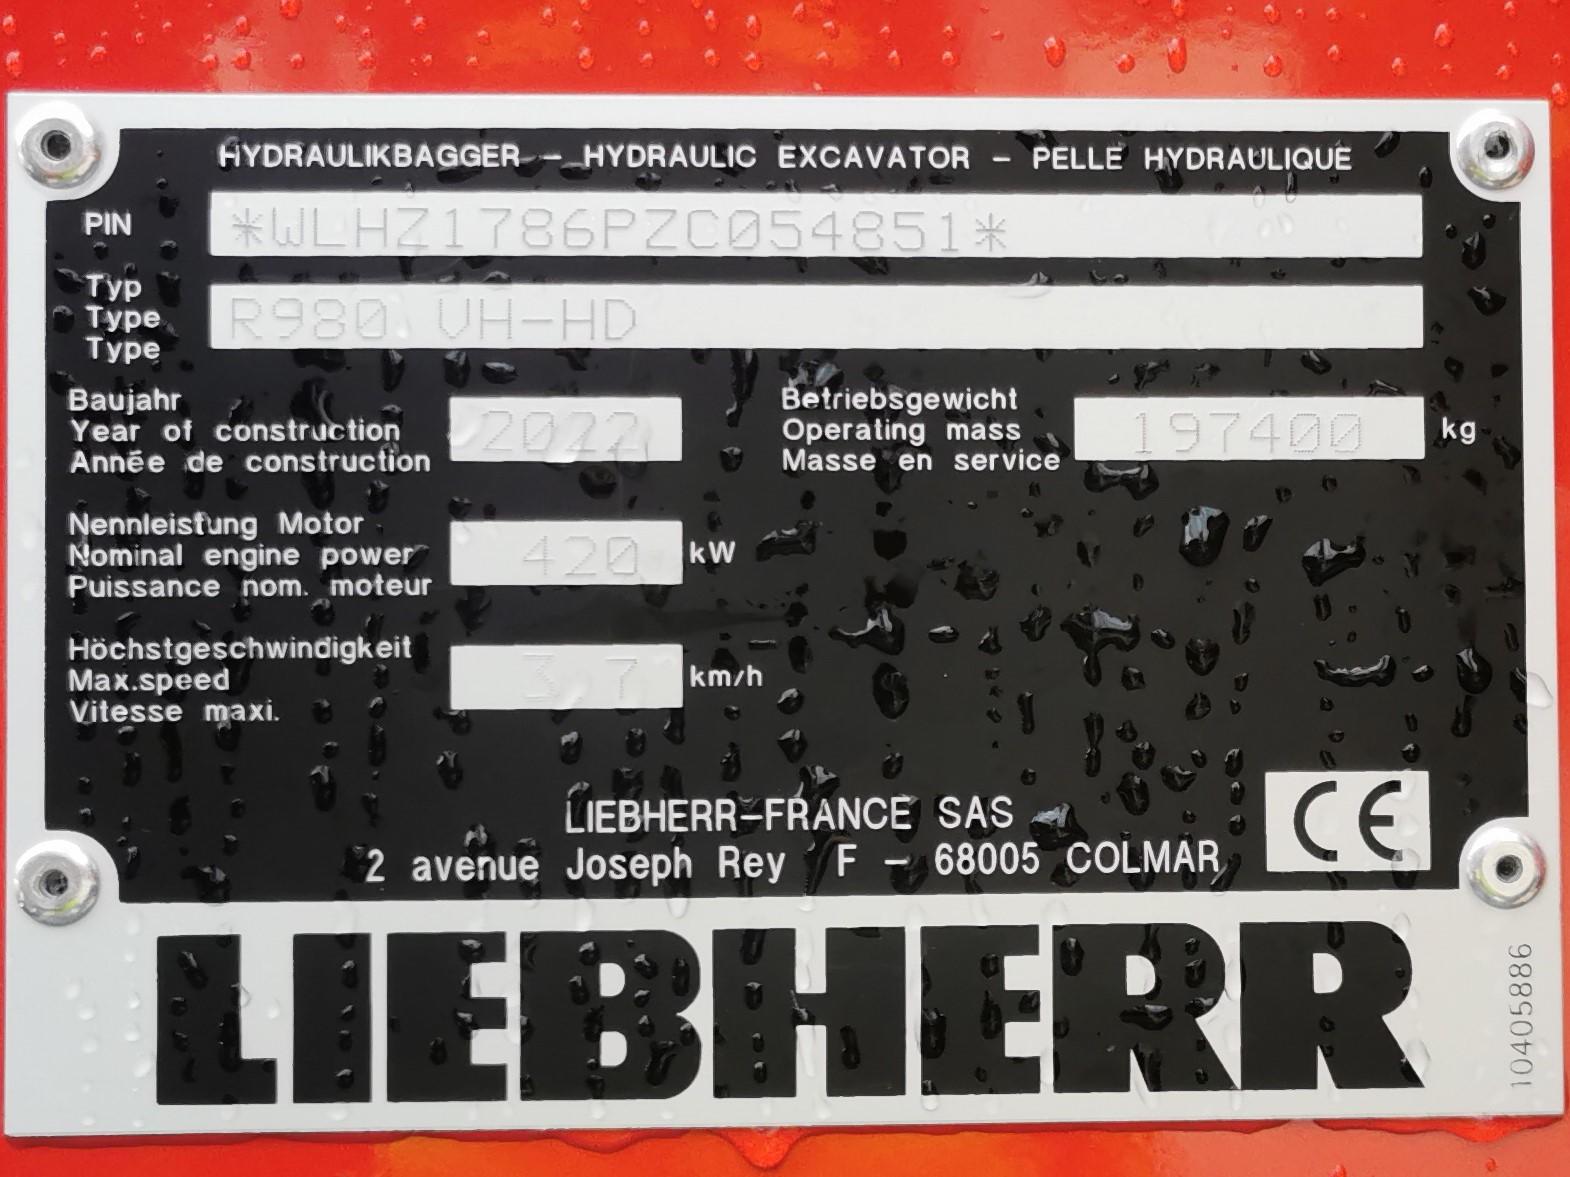 HYDRAULIKBAGGER - HYDRAULIC EXCAVATOR - PELLE HYDRAULIQUE
PIN *WLHZ1786PZC054851*
Typ
Type R980 VH-HD
Type
Baujahr
Year of construction 2022
Année de construction
Betriebsgewicht
Operating mass 197400 kg
Masse en service
Nennleistung Motor
Nominal engine power 420 kW
Puissance nom. moteur
Höchstgeschwindigkeit
Max.speed 3,7 km/h
Vitesse maxi.
LIEBHERR-FRANCE SAS
2 avenue Joseph Rey F - 68005 COLMAR
CE
LIEBHERR
10405886